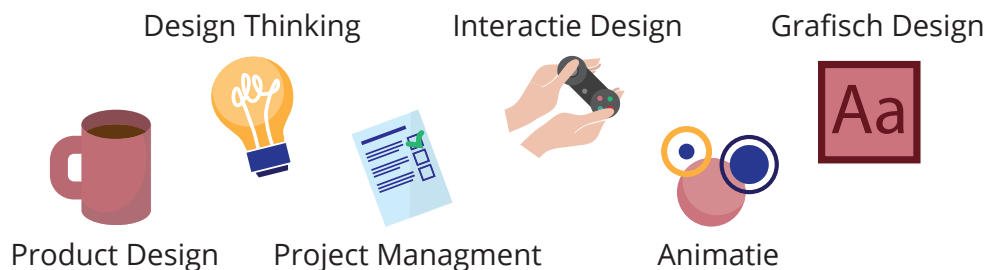 Design Thinking
Interactie Design
Grafisch Design
Aa
Product Design
Project Managment
Animatie